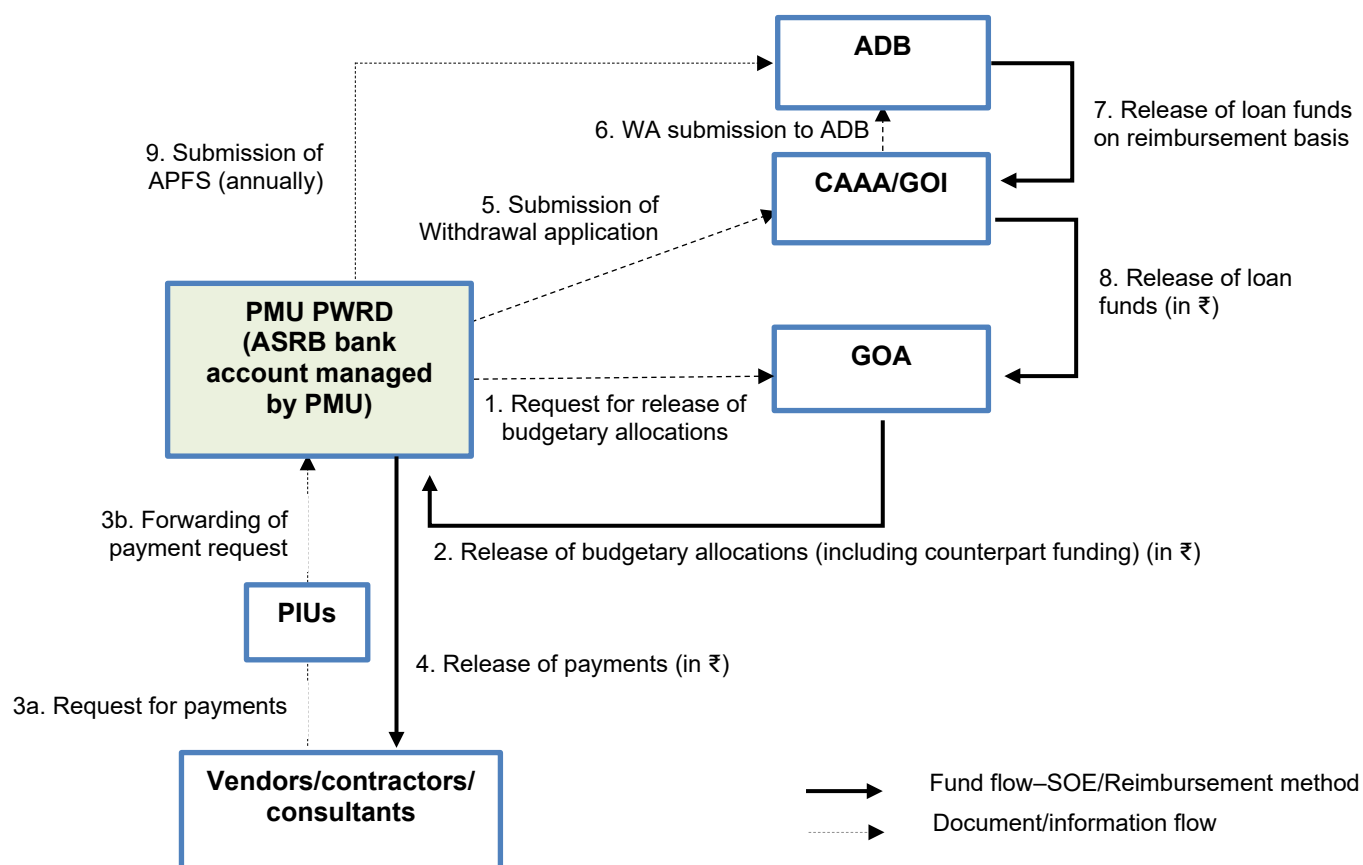 ADB
7. Release of loan funds
on reimbursement basis
6. WA submission to ADB
9. Submission of
APFS (annually)
CAAA/GOI
5. Submission of
Withdrawal application
8. Release of loan
funds (in ₹)
PMU PWRD
(ASRB bank
account managed
by PMU)
GOA
1. Request for release of
budgetary allocations
3b. Forwarding of
payment request
2. Release of budgetary allocations (including counterpart funding) (in ₹)
PIUs
4. Release of payments (in ₹)
3a. Request for payments
Vendors/contractors/
consultants
Fund flow–SOE/Reimbursement method
Document/information flow